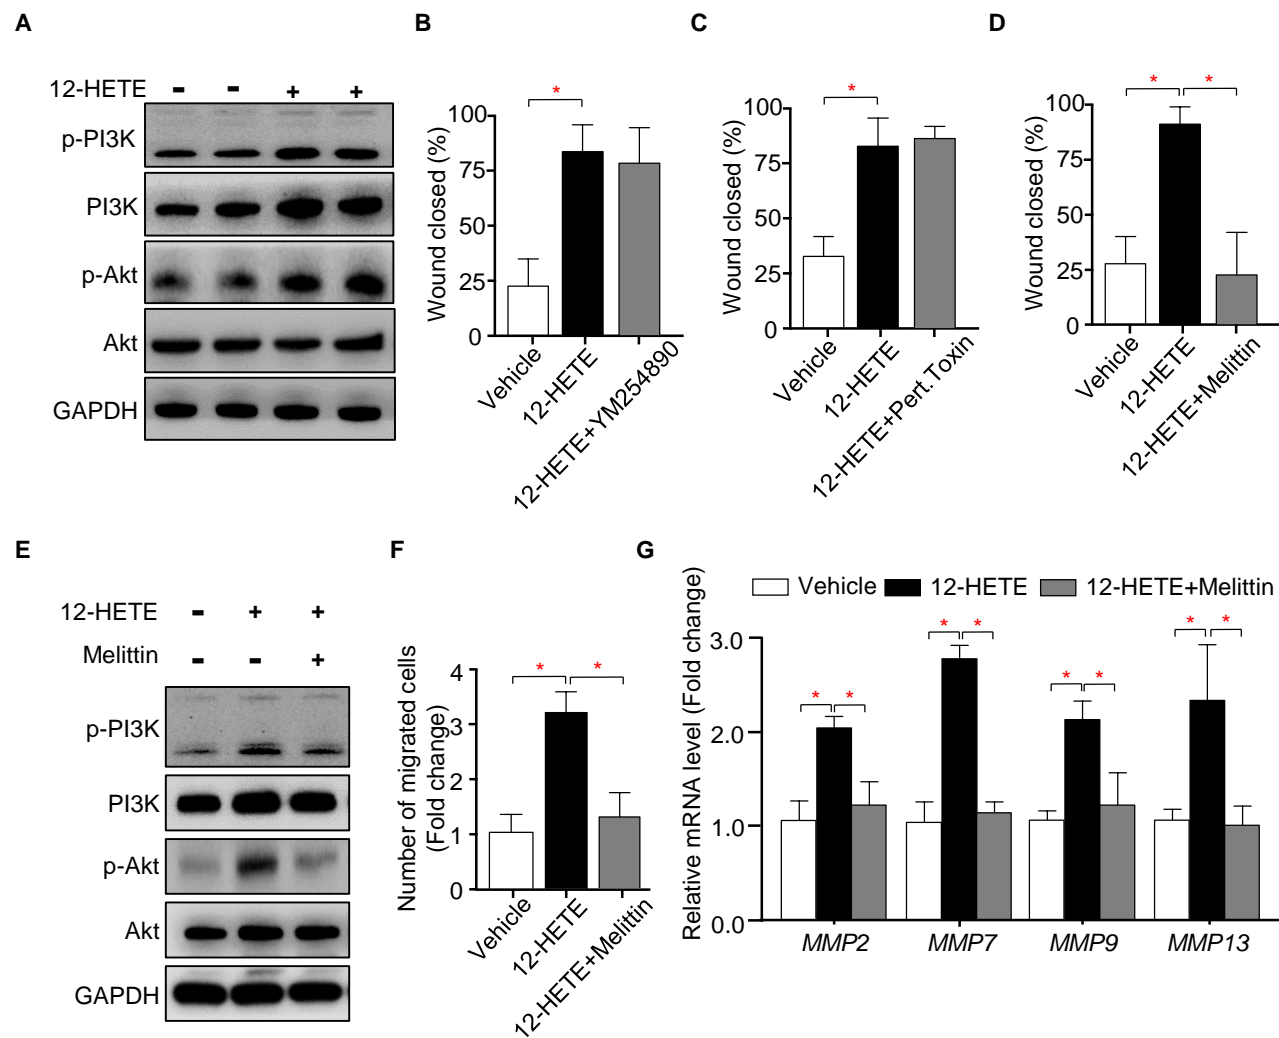 A
12-HETE - - + +
p-PI3K
PI3K
p-Akt
Akt
GAPDH
B
*
Wound closed (%)
100
75
50
25
0
Vehicle
12-HETE
12-HETE+YM254890
C
*
Wound closed (%)
100
75
50
25
0
Vehicle
12-HETE
12-HETE+Pert.Toxin
D
* *
Wound closed (%)
100
75
50
25
0
Vehicle
12-HETE
12-HETE+Melittin
E
12-HETE - + +
Melittin - - +
p-PI3K
PI3K
p-Akt
Akt
GAPDH
F
* *
Number of migrated cells
(Fold change)
4
3
2
1
0
Vehicle
12-HETE
12-HETE+Melittin
G
Vehicle 12-HETE 12-HETE+Melittin
Relative mRNA level (Fold change)
3.0
2.0
1.0
0.0
* * * * * * * *
MMP2 MMP7 MMP9 MMP13